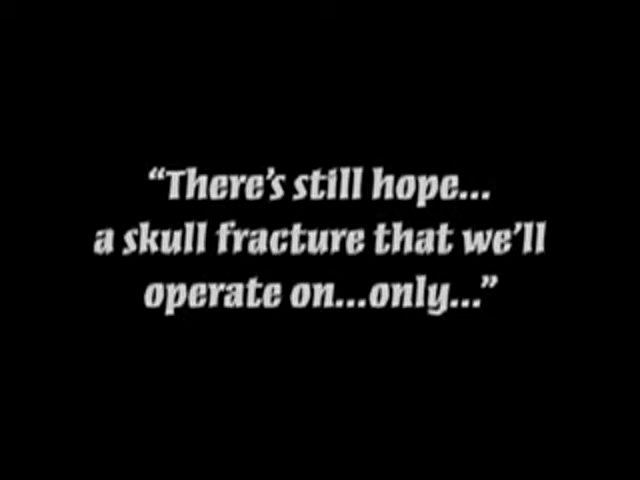 “There’s still hope...
a skull fracture that we’ll
operate on...only...”